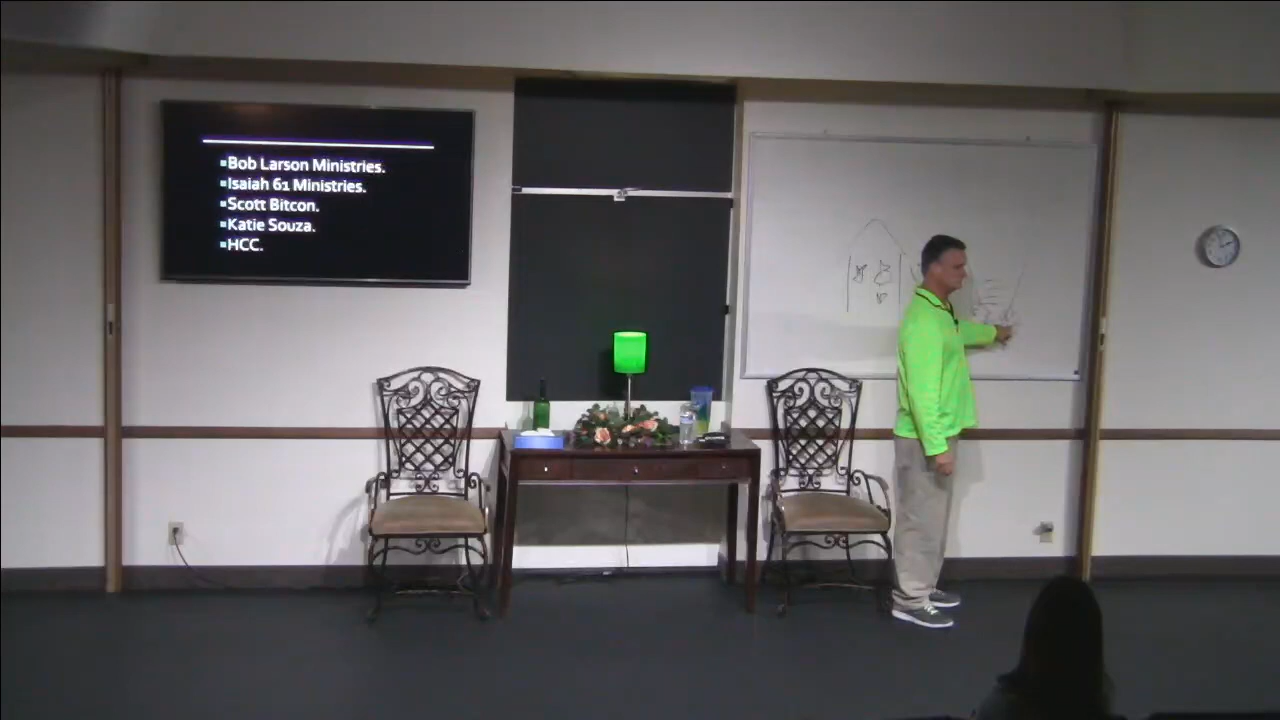 ▪Bob Larson Ministries.
▪Isaiah 61 Ministries.
▪Scott Bitcon.
▪Katie Souza.
▪HCC.